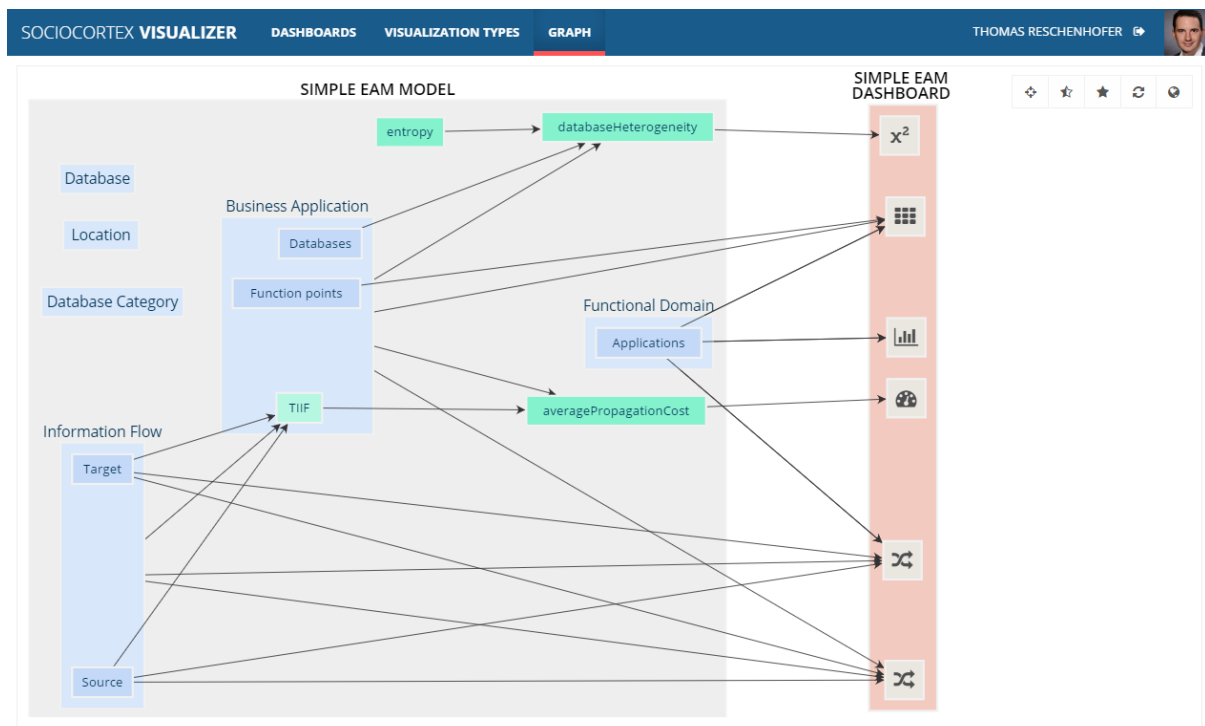 SOCIOCORTEX VISUALIZER DASHBOARDS VISUALIZATION TYPES GRAPH THOMAS RESCHENHOFER
SIMPLE EAM MODEL
SIMPLE EAM
DASHBOARD
entropy
databaseHeterogeneity
x²
Database
Business Application
Location
Databases
Function points
Database Category
Functional Domain
Applications
TIIF
averagePropagationCost
Information Flow
Target
Source